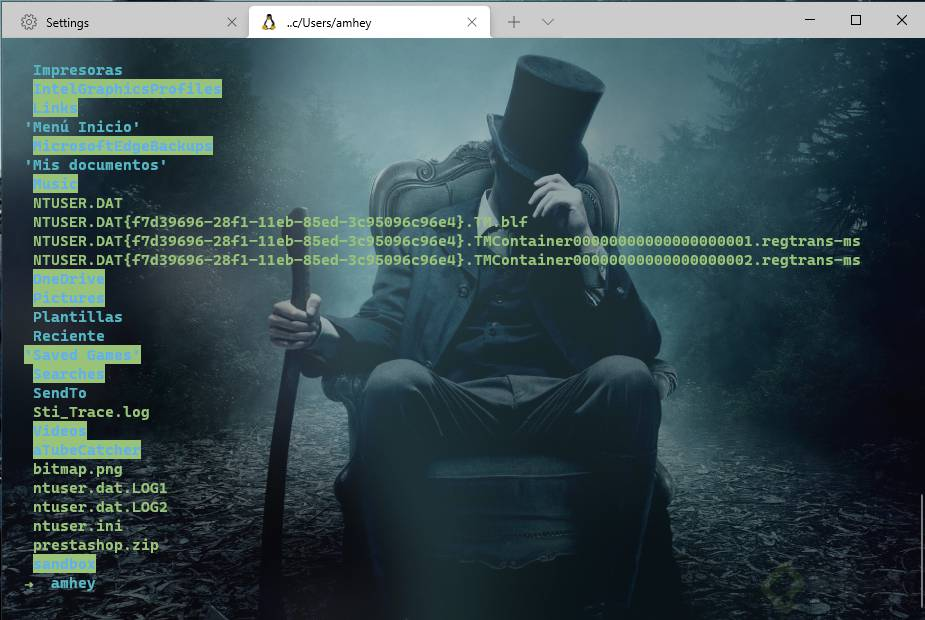 Settings
..c/Users/amhey
Impresoras
IntelGraphicsProfiles
Links
'Menú Inicio'
MicrosoftEdgeBackups
'Mis documentos'
Music
NTUSER.DAT
NTUSER.DAT{f7d39696-28f1-11eb-85ed-3c95096c96e4}.TM.blf
NTUSER.DAT{f7d39696-28f1-11eb-85ed-3c95096c96e4}.TMContainer00000000000000000001.regtrans-ms
NTUSER.DAT{f7d39696-28f1-11eb-85ed-3c95096c96e4}.TMContainer00000000000000000002.regtrans-ms
OneDrive
Pictures
Plantillas
Reciente
'Saved Games'
Searches
SendTo
Sti_Trace.log
Videos
aTubeCatcher
bitmap.png
ntuser.dat.LOG1
ntuser.dat.LOG2
ntuser.ini
prestashop.zip
sandbox
→ amhey